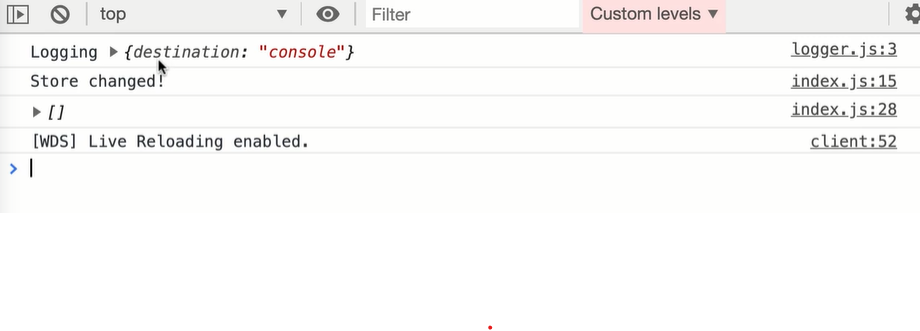 top Filter Custom levels
Logging {destination: "console"} logger.js:3
Store changed! index.js:15
[] index.js:28
[WDS] Live Reloading enabled. client:52